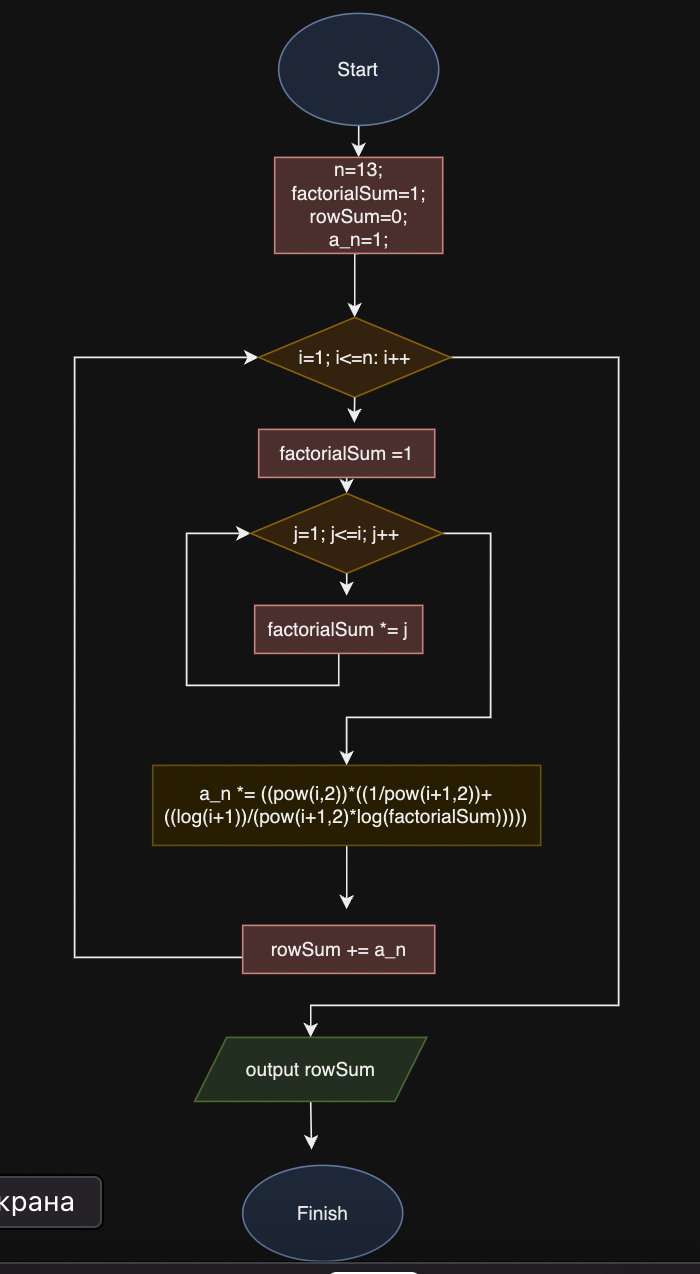 Start
n=13;
factorialSum=1;
rowSum=0;
a_n=1;
i=1; i<=n: i++
factorialSum =1
j=1; j<=i; j++
factorialSum *= j
a_n *= ((pow(i,2))*((1/pow(i+1,2))+
((log(i+1))/(pow(i+1,2)*log(factorialSum)))))
rowSum += a_n
output rowSum
крана
Finish